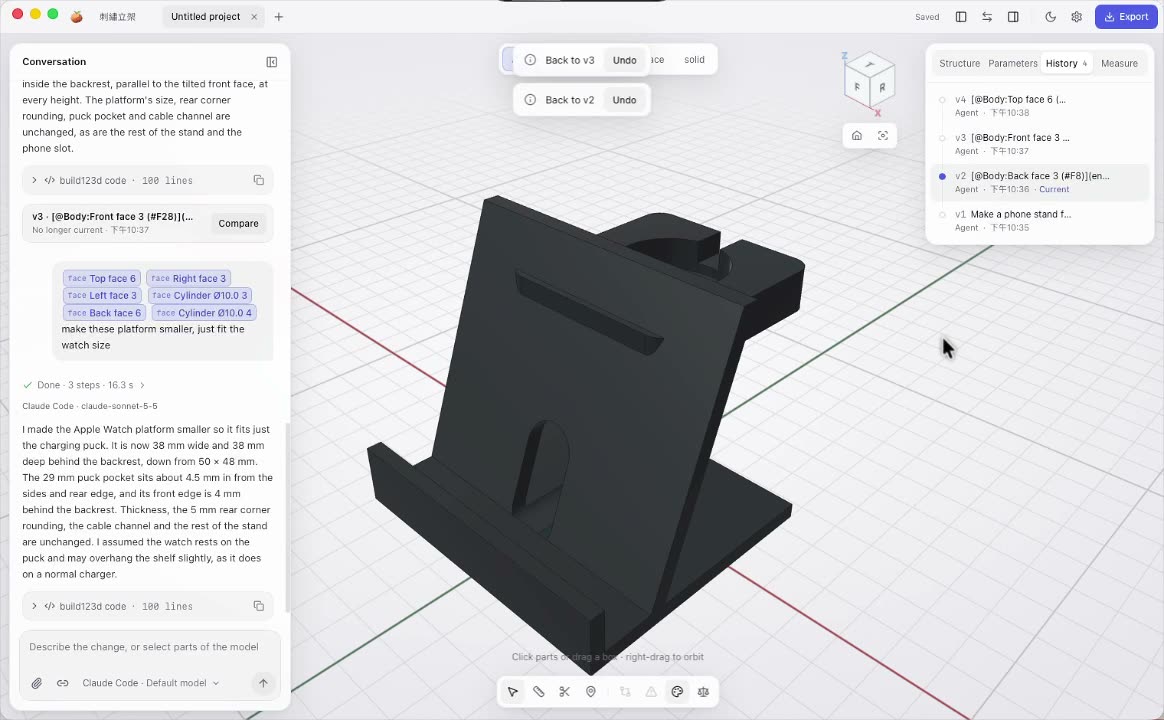 刺繡立架
Untitled project
Saved
Export
Conversation
inside the backrest, parallel to the tilted front face, at
every height. The platform's size, rear corner
rounding, puck pocket and cable channel are
unchanged, as are the rest of the stand and the
phone slot.
build123d code · 100 lines
v3 · [@Body:Front face 3 (#F28)](...
No longer current · 下午10:37
Compare
face Top face 6
face Right face 3
face Left face 3
face Cylinder Ø10.0 3
face Back face 6
face Cylinder Ø10.0 4
make these platform smaller, just fit the
watch size
Done · 3 steps · 16.3 s
Claude Code · claude-sonnet-5-5
I made the Apple Watch platform smaller so it fits just
the charging puck. It is now 38 mm wide and 38 mm
deep behind the backrest, down from 50 × 48 mm.
The 29 mm puck pocket sits about 4.5 mm in from the
sides and rear edge, and its front edge is 4 mm
behind the backrest. Thickness, the 5 mm rear corner
rounding, the cable channel and the rest of the stand
are unchanged. I assumed the watch rests on the
puck and may overhang the shelf slightly, as it does
on a normal charger.
build123d code · 100 lines
Describe the change, or select parts of the model
Claude Code · Default model
Back to v3
Undo
ace
solid
Back to v2
Undo
Z
X
Structure
Parameters
History 4
Measure
v4 [@Body:Top face 6 (...
Agent · 下午10:38
v3 [@Body:Front face 3 ...
Agent · 下午10:37
v2 [@Body:Back face 3 (#F8)](en...
Agent · 下午10:36 · Current
v1 Make a phone stand f...
Agent · 下午10:35
Click parts or drag a box · right-drag to orbit